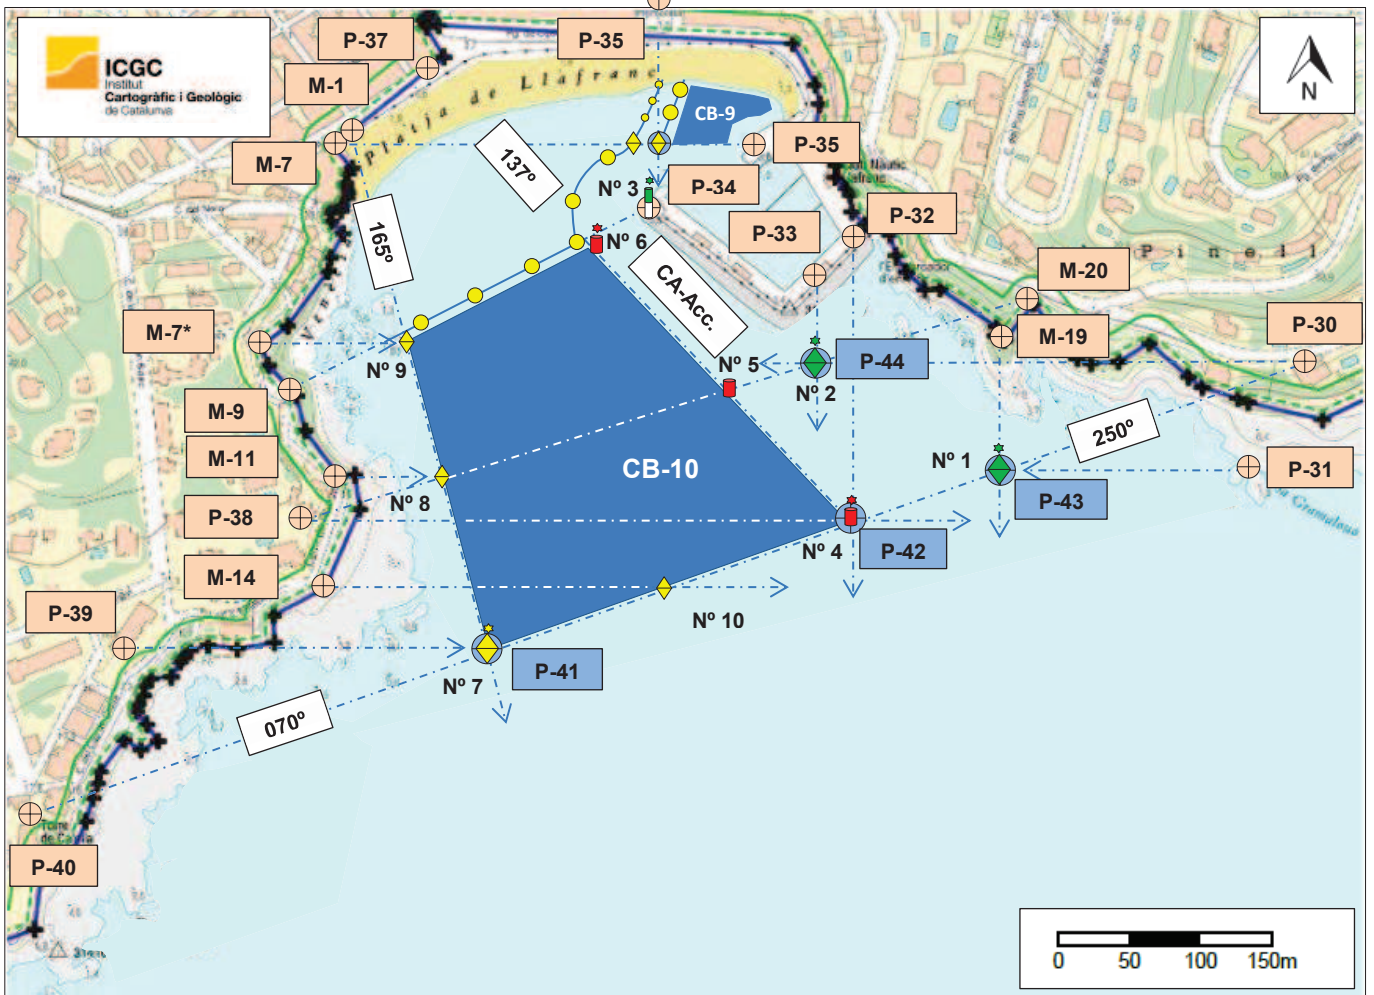 ICGC
Institut
Cartogràfic i Geològic
de Catalunya
P-37
P-35
M-1
Platja de Llafranc
CB-9
N
M-7
137º
P-35
Nº 3
P-34
P-32
165º
Nº 6
P-33
CA-Acc.
M-20
Pinell
M-7*
M-19
P-30
Nº 9
Nº 5
P-44
Nº 2
M-9
250º
M-11
CB-10
Nº 1
P-31
Nº 8
P-43
P-38
Nº 4
P-42
M-14
P-39
Nº 10
P-41
Nº 7
070º
Torre
P-40
0 50 100 150m